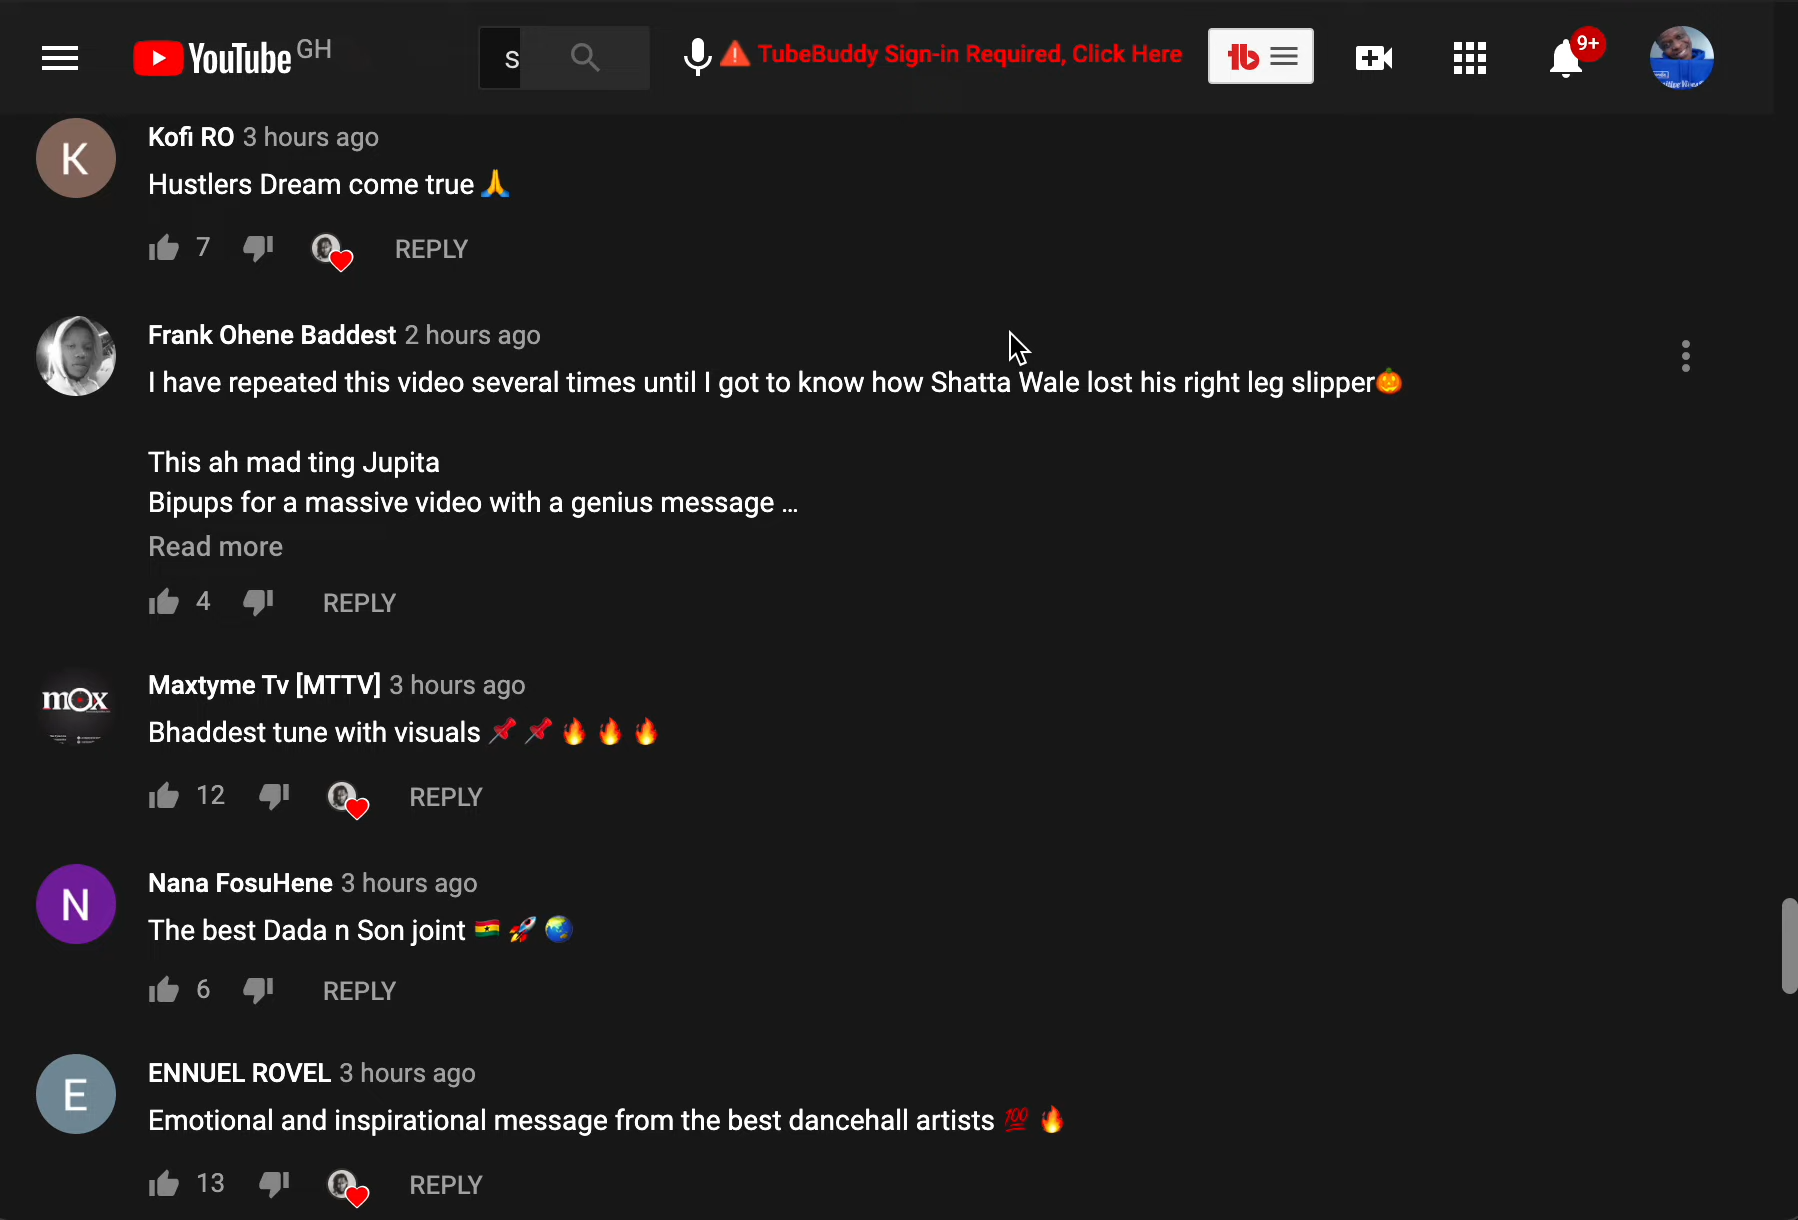 YouTube GH
s
TubeBuddy Sign-in Required, Click Here
tb
9+
K
Kofi RO 3 hours ago
Hustlers Dream come true 🙏
7
REPLY
Frank Ohene Baddest 2 hours ago
I have repeated this video several times until I got to know how Shatta Wale lost his right leg slipper🎃
This ah mad ting Jupita
Bipups for a massive video with a genius message ...
Read more
4
REPLY
mox
Maxtyme Tv [MTTV] 3 hours ago
Bhaddest tune with visuals 📌 📌 🔥 🔥 🔥
12
REPLY
N
Nana FosuHene 3 hours ago
The best Dada n Son joint 🇬🇭 🚀 🌏
6
REPLY
E
ENNUEL ROVEL 3 hours ago
Emotional and inspirational message from the best dancehall artists 💯 🔥
13
REPLY